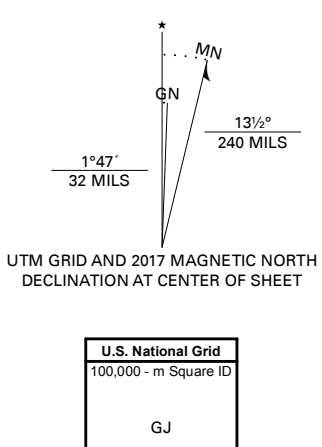 ★
MN
GN
13½°
240 MILS
1°47´
32 MILS
UTM GRID AND 2017 MAGNETIC NORTH
DECLINATION AT CENTER OF SHEET
U.S. National Grid
100,000 - m Square ID
GJ